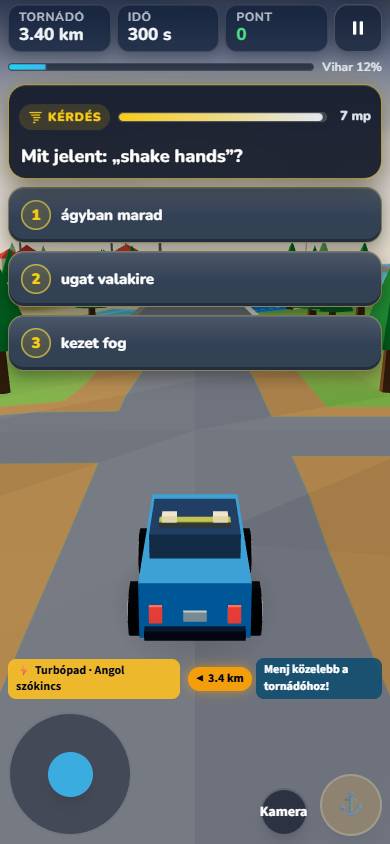 TORNÁDÓ
3.40 km
IDŐ
300 s
PONT
0
Vihar 12%
KÉRDÉS
7 mp
Mit jelent: „shake hands”?
1 ágyban marad
2 ugat valakire
3 kezet fog
Turbópad · Angol
szókincs
◄ 3.4 km
Menj közelebb a
tornádóhoz!
Kamera